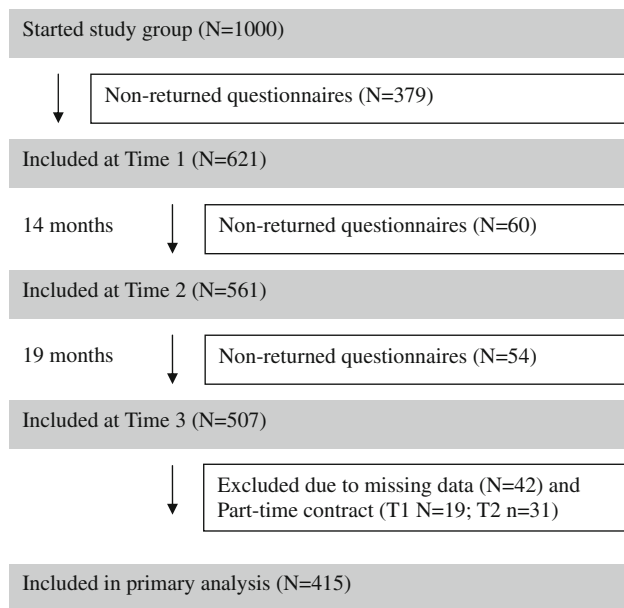 Started study group (N=1000)
Non-returned questionnaires (N=379)
Included at Time 1 (N=621)
14 months
Non-returned questionnaires (N=60)
Included at Time 2 (N=561)
19 months
Non-returned questionnaires (N=54)
Included at Time 3 (N=507)
Excluded due to missing data (N=42) and
Part-time contract (T1 N=19; T2 n=31)
Included in primary analysis (N=415)